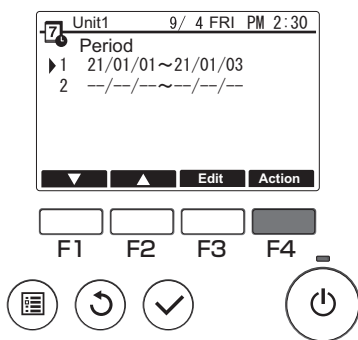 7 Unit1 9/ 4 FRI PM 2:30
Period
1 21/01/01~21/01/03
2 --/--/--~--/--/--
▼ ▲ Edit Action
F1 F2 F3 F4